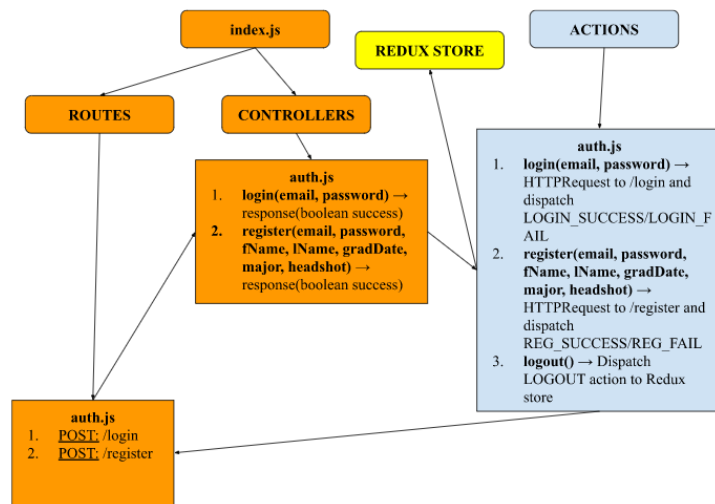 index.js
REDUX STORE
ACTIONS
ROUTES
CONTROLLERS
auth.js
1. login(email, password) →
response(boolean success)
2. register(email, password,
fName, lName, gradDate,
major, headshot) →
response(boolean success)
auth.js
1. login(email, password) →
HTTPRequest to /login and
dispatch
LOGIN_SUCCESS/LOGIN_F
AIL
2. register(email, password,
fName, lName, gradDate,
major, headshot) →
HTTPRequest to /register and
dispatch
REG_SUCCESS/REG_FAIL
3. logout() → Dispatch
LOGOUT action to Redux
store
auth.js
1. POST: /login
2. POST: /register